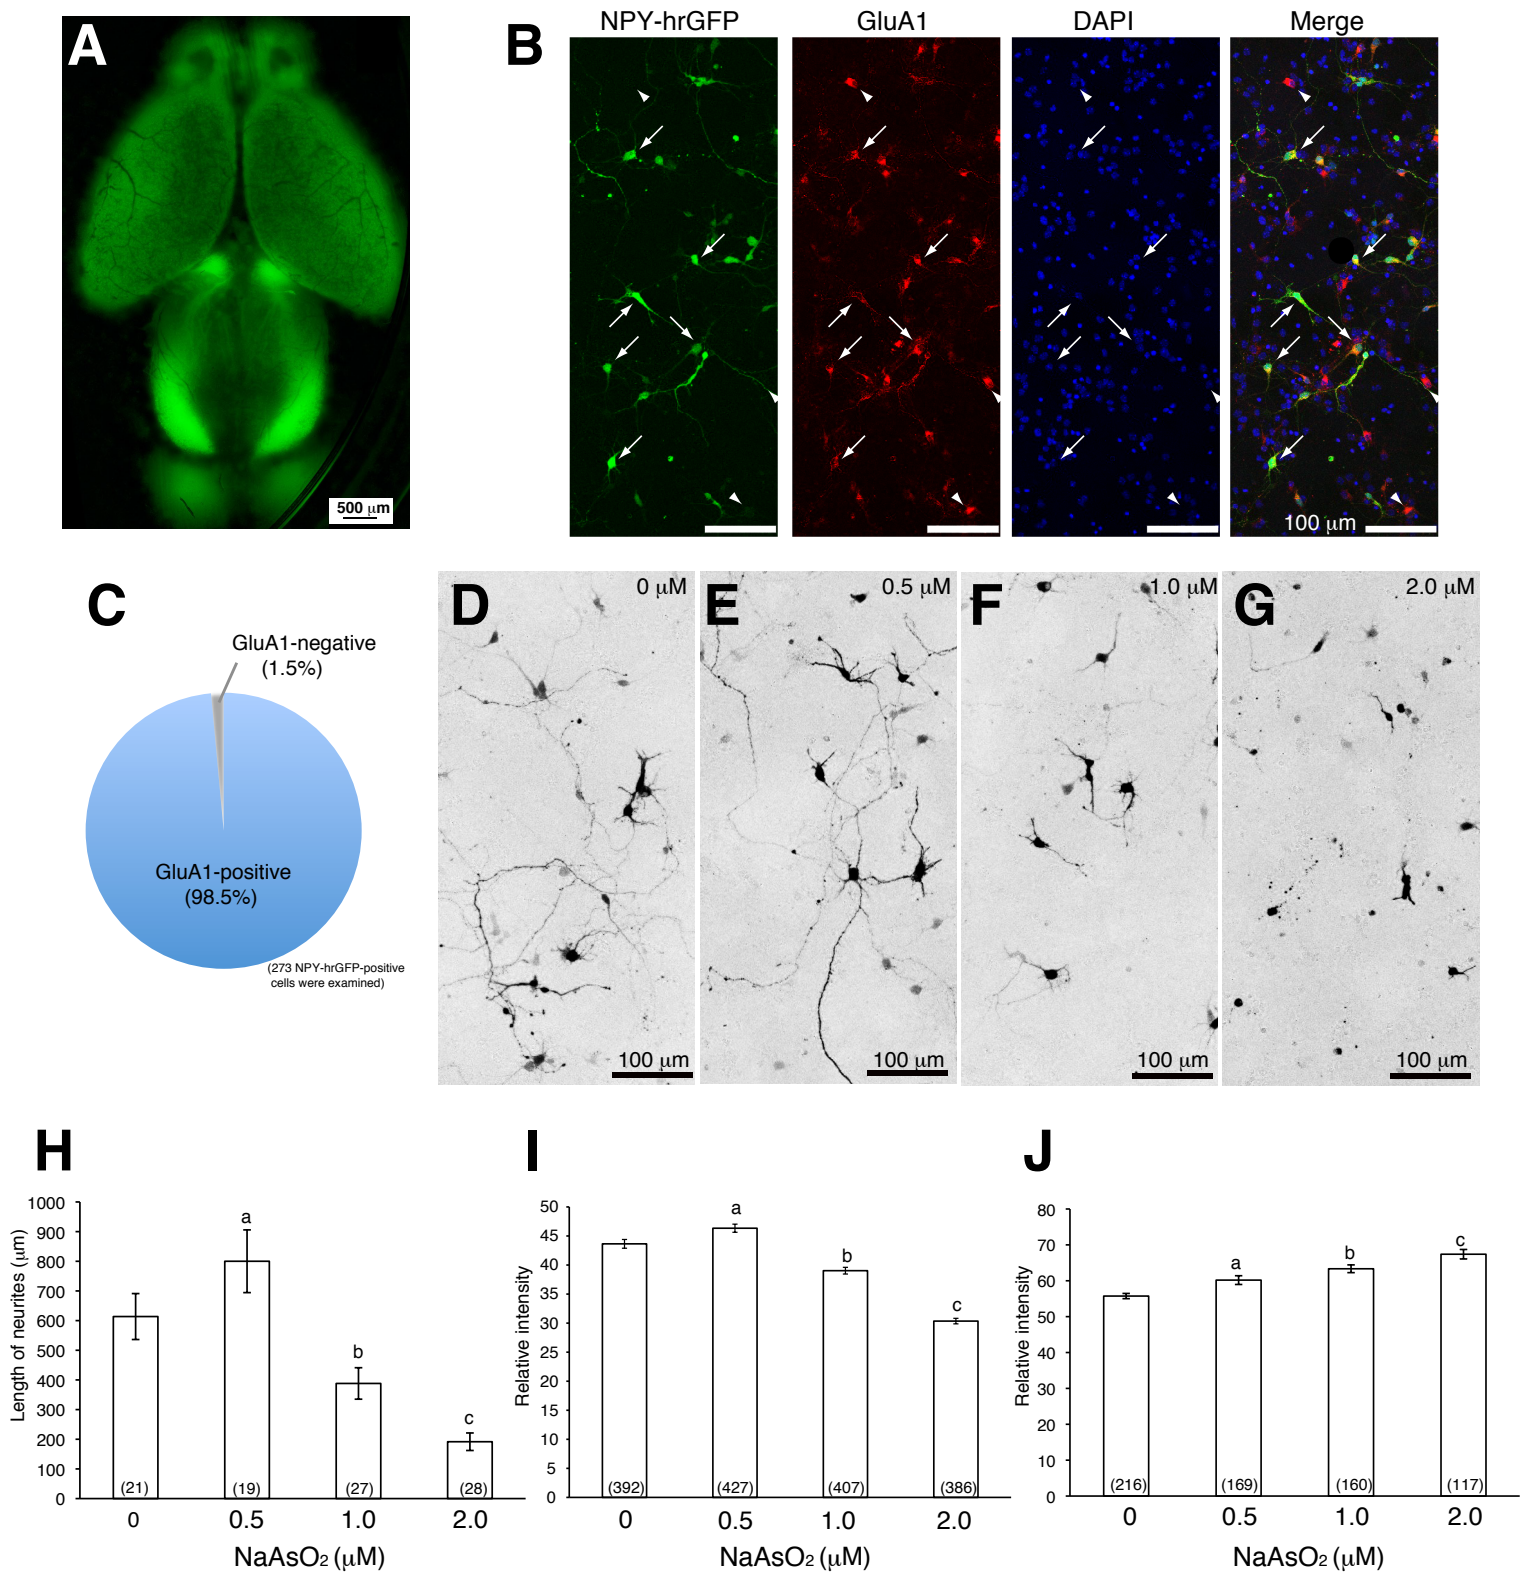 A
500 μm
B
NPY-hrGFP
GluA1
DAPI
Merge
100 μm
C
GluA1-negative
(1.5%)
GluA1-positive
(98.5%)
(273 NPY-hrGFP-positive
cells were examined)
D
0 μM
100 μm
E
0.5 μM
100 μm
F
1.0 μM
100 μm
G
2.0 μM
100 μm
H
Length of neurites (μm)
1000
900
800
700
600
500
400
300
200
100
0
a
b
c
(21)
(19)
(27)
(28)
0
0.5
1.0
2.0
NaAsO₂ (μM)
I
Relative intensity
50
45
40
35
30
25
20
15
10
5
0
a
b
c
(392)
(427)
(407)
(386)
0
0.5
1.0
2.0
NaAsO₂ (μM)
J
Relative intensity
80
70
60
50
40
30
20
10
0
a
b
c
(216)
(169)
(160)
(117)
0
0.5
1.0
2.0
NaAsO₂ (μM)